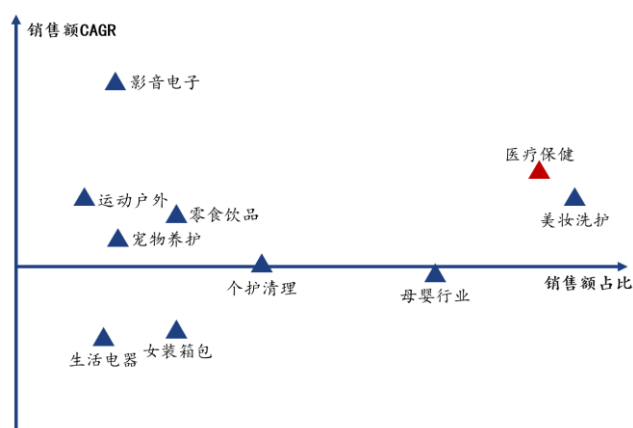 销售额CAGR
影音电子
医疗保健
运动户外
零食饮品
美妆洗护
宠物养护
个护清理
母婴行业
销售额占比
生活电器
女装箱包